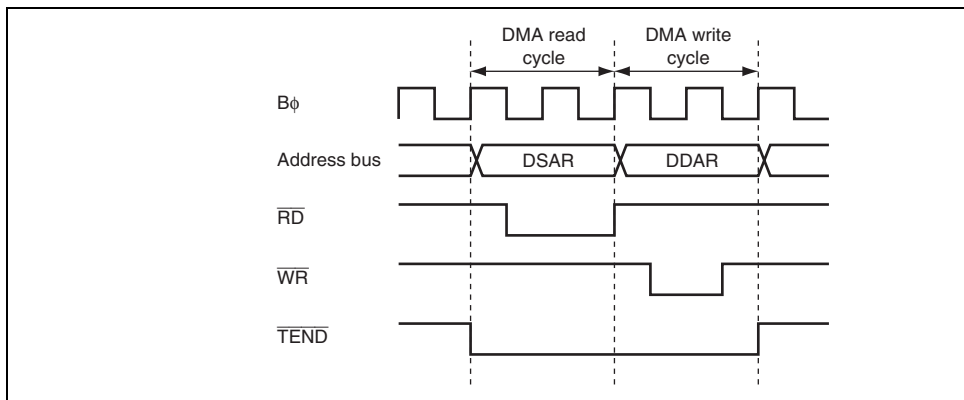 DMA read cycle
DMA write cycle
Bϕ
Address bus
DSAR
DDAR
RD
WR
TEND